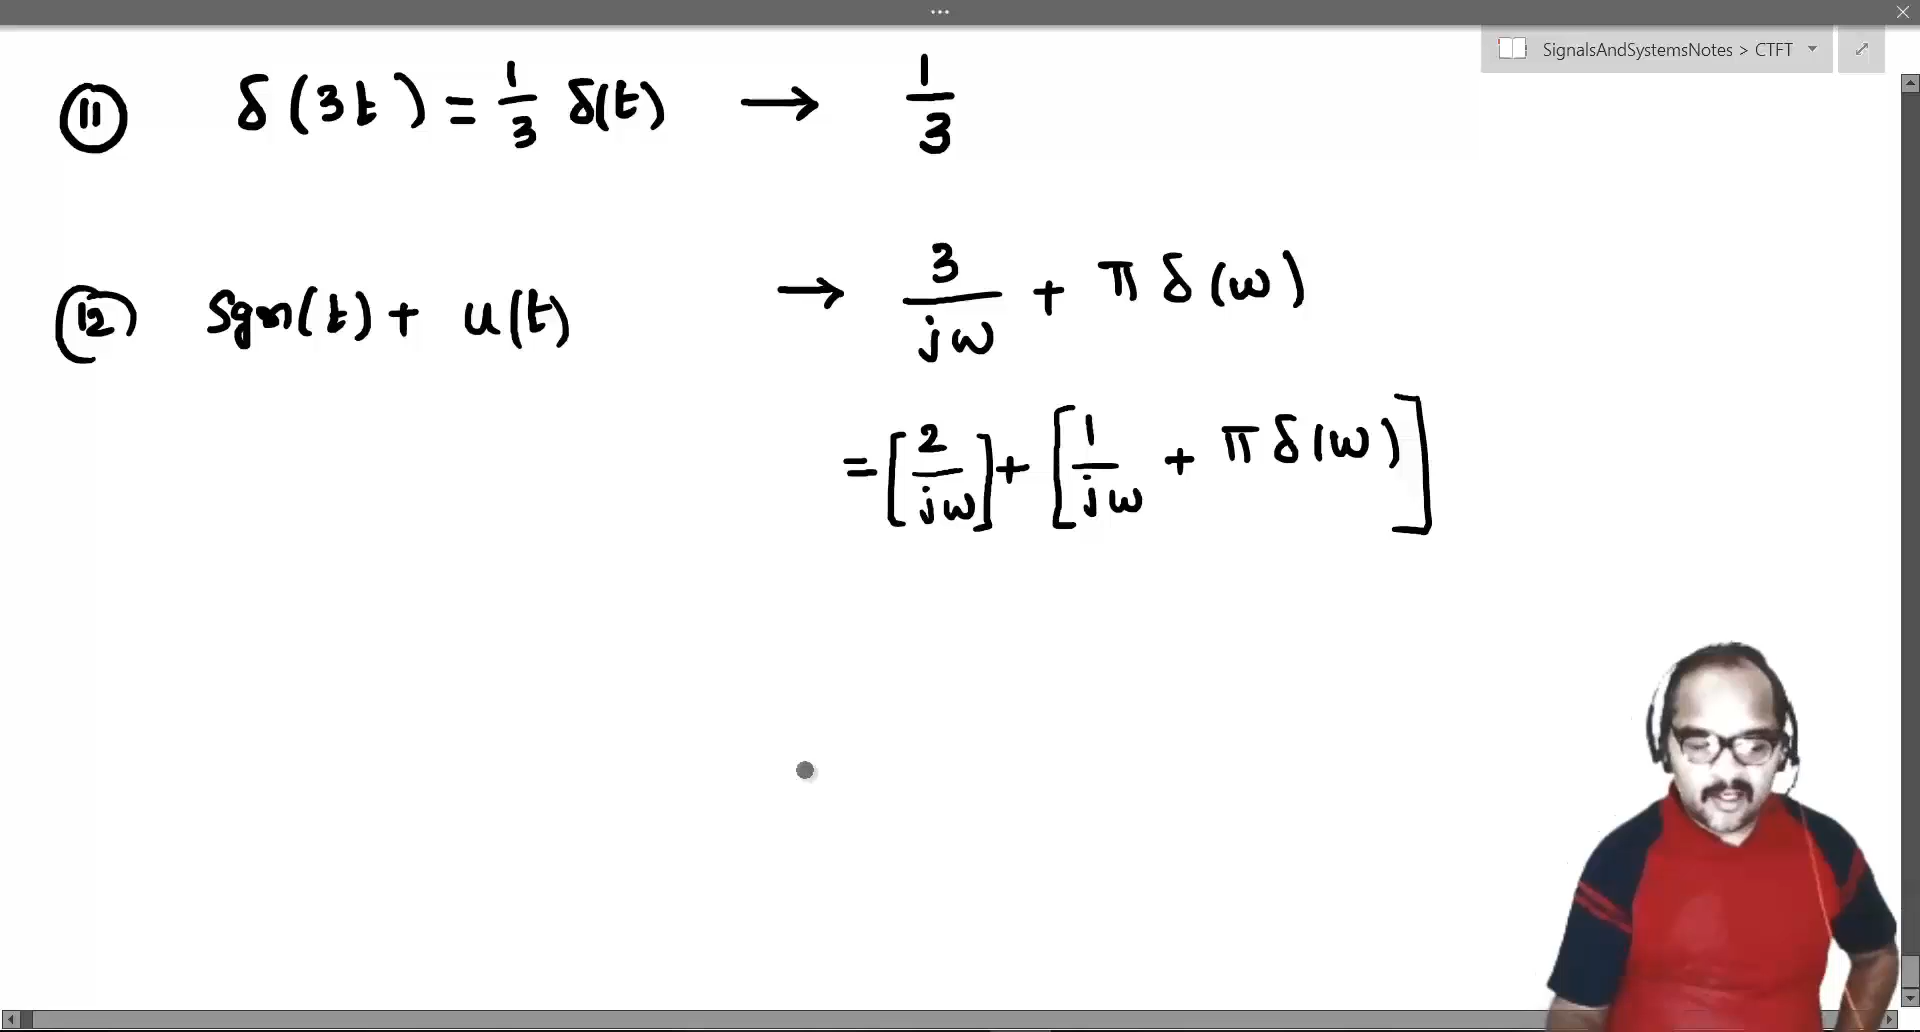 SignalsAndSystemsNotes > CTFT
⑪ δ(3t) = 1/3 δ(t) → 1/3
⑫ Sgn(t) + u(t) → 3/jω + π δ(ω)
= [2/jω] + [1/jω + π δ(ω)]